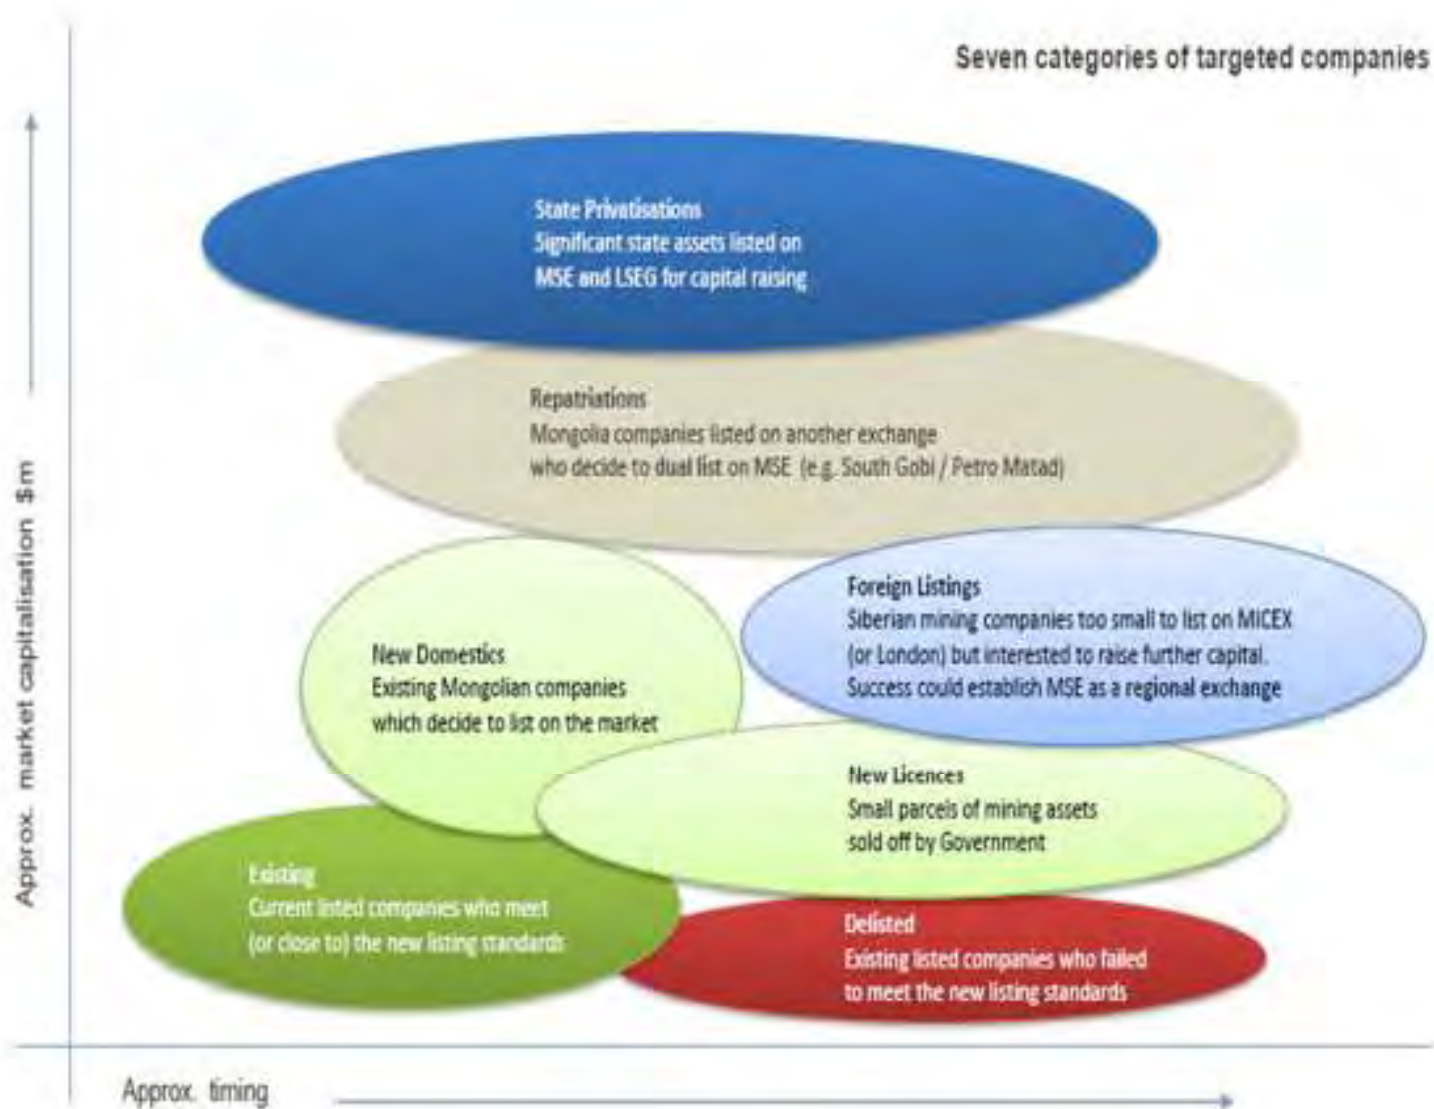 Seven categories of targeted companies
Approx. market capitalisation $m
State Privatisations
Significant state assets listed on
MSE and LSEG for capital raising
Repatriations
Mongolia companies listed on another exchange
who decide to dual list on MSE (e.g. South Gobi / Petro Matad)
Foreign Listings
Siberian mining companies too small to list on MICEX
(or London) but interested to raise further capital.
Success could establish MSE as a regional exchange
New Domestics
Existing Mongolian companies
which decide to list on the market
New Licences
Small parcels of mining assets
sold off by Government
Existing
Current listed companies who meet
(or close to) the new listing standards
Delisted
Existing listed companies who failed
to meet the new listing standards
Approx. timing